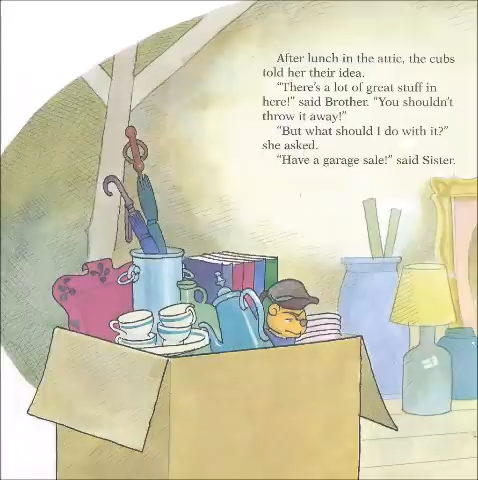 After lunch in the attic, the cubs
told her their idea.
"There's a lot of great stuff in
here!" said Brother. "You shouldn't
throw it away!"
"But what should I do with it?"
she asked.
"Have a garage sale!" said Sister.